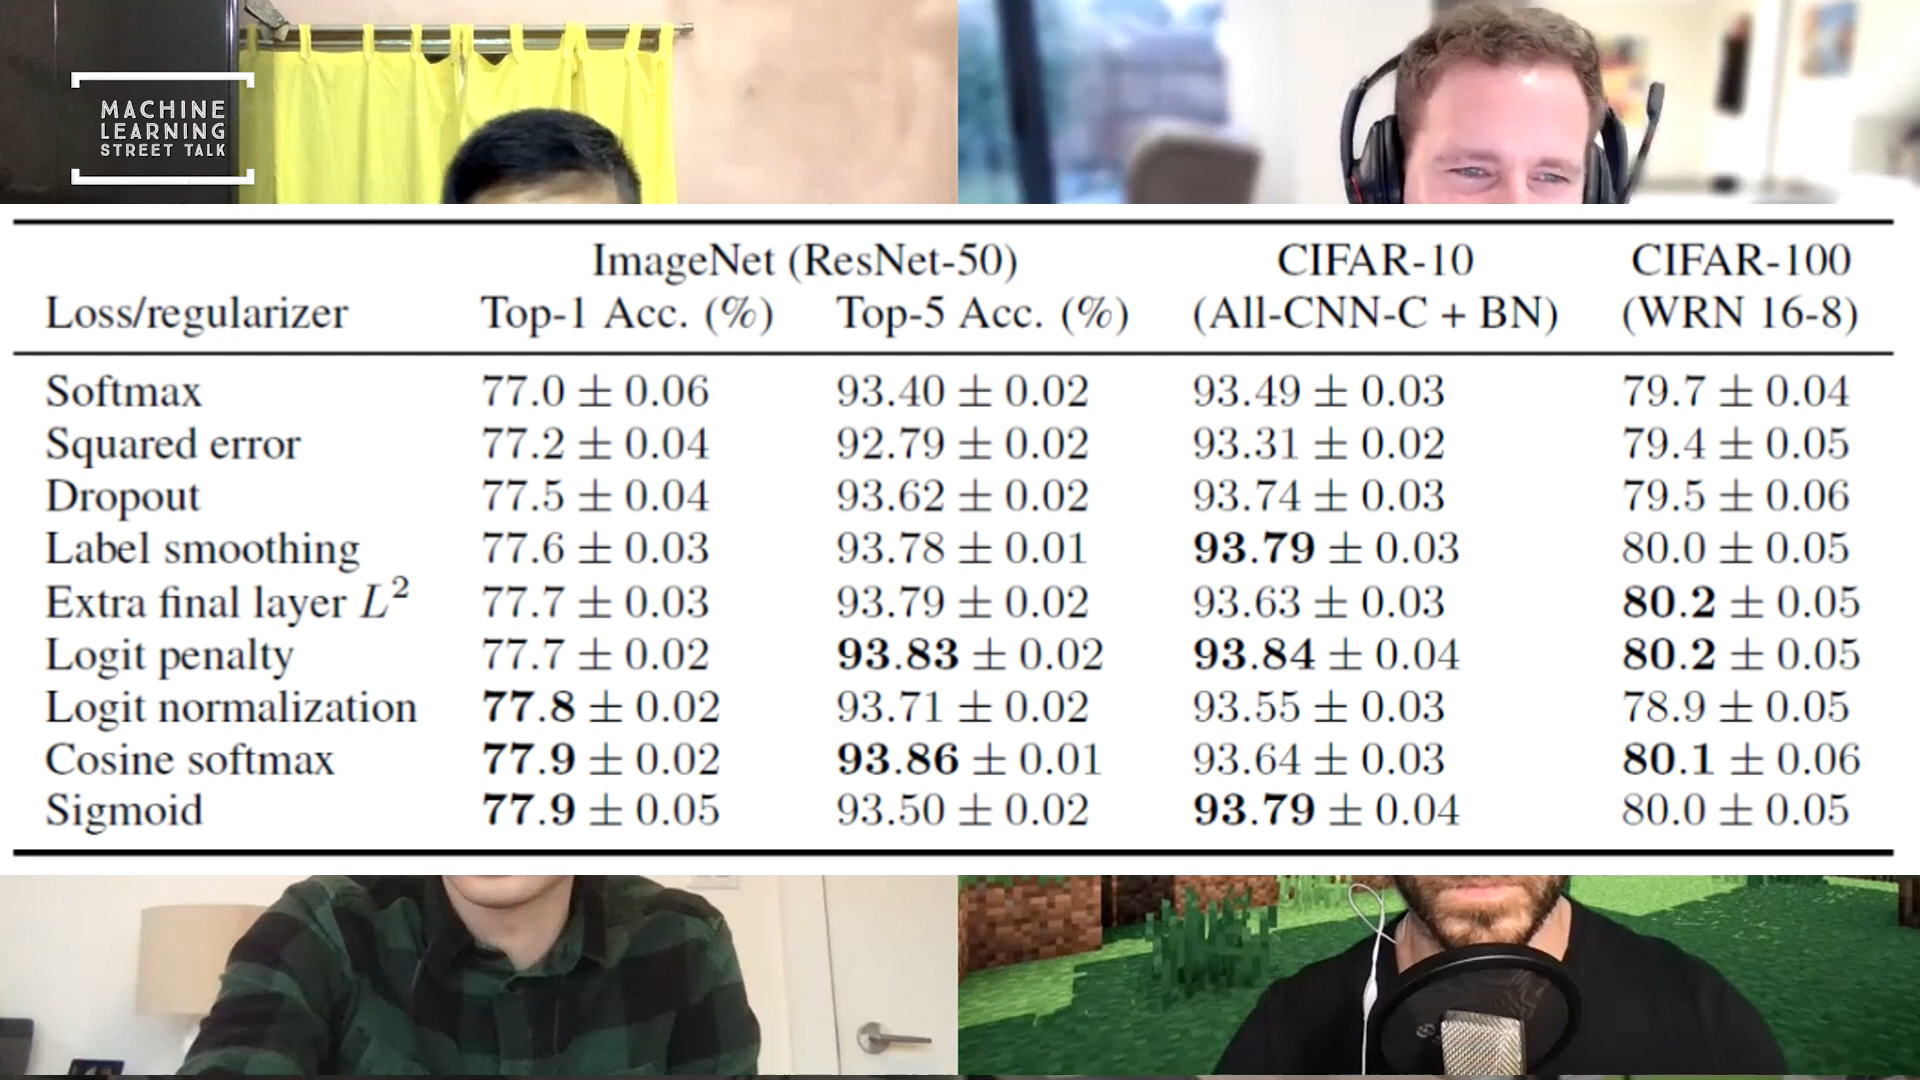 MACHINE
LEARNING
STREET TALK
ImageNet (ResNet-50) CIFAR-10 CIFAR-100
Loss/regularizer Top-1 Acc. (%) Top-5 Acc. (%) (All-CNN-C + BN) (WRN 16-8)
Softmax 77.0 ± 0.06 93.40 ± 0.02 93.49 ± 0.03 79.7 ± 0.04
Squared error 77.2 ± 0.04 92.79 ± 0.02 93.31 ± 0.02 79.4 ± 0.05
Dropout 77.5 ± 0.04 93.62 ± 0.02 93.74 ± 0.03 79.5 ± 0.06
Label smoothing 77.6 ± 0.03 93.78 ± 0.01 93.79 ± 0.03 80.0 ± 0.05
Extra final layer L² 77.7 ± 0.03 93.79 ± 0.02 93.63 ± 0.03 80.2 ± 0.05
Logit penalty 77.7 ± 0.02 93.83 ± 0.02 93.84 ± 0.04 80.2 ± 0.05
Logit normalization 77.8 ± 0.02 93.71 ± 0.02 93.55 ± 0.03 78.9 ± 0.05
Cosine softmax 77.9 ± 0.02 93.86 ± 0.01 93.64 ± 0.03 80.1 ± 0.06
Sigmoid 77.9 ± 0.05 93.50 ± 0.02 93.79 ± 0.04 80.0 ± 0.05